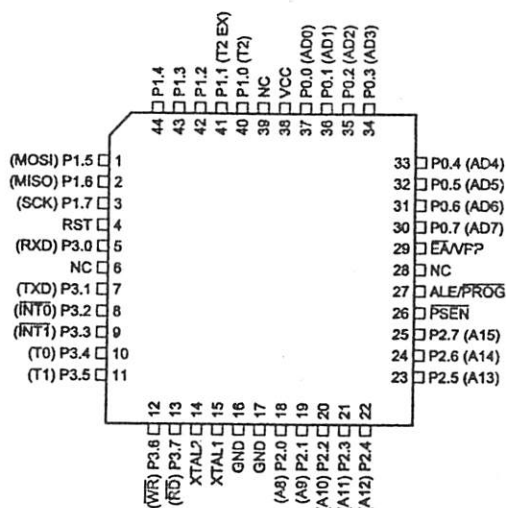 P1.4
P1.3
P1.2
P1.1 (T2 EX)
P1.0 (T2)
NC
VCC
P0.0 (AD0)
P0.1 (AD1)
P0.2 (AD2)
P0.3 (AD3)
44 43 42 41 40 39 38 37 36 35 34
(MOSI) P1.5 1
(MISO) P1.6 2
(SCK) P1.7 3
RST 4
(RXD) P3.0 5
NC 6
(TXD) P3.1 7
(INT0) P3.2 8
(INT1) P3.3 9
(T0) P3.4 10
(T1) P3.5 11
33 P0.4 (AD4)
32 P0.5 (AD5)
31 P0.6 (AD6)
30 P0.7 (AD7)
29 EA/VPP
28 NC
27 ALE/PROG
26 PSEN
25 P2.7 (A15)
24 P2.6 (A14)
23 P2.5 (A13)
12 13 14 15 16 17 18 19 20 21 22
(WR) P3.6
(RD) P3.7
XTAL2
XTAL1
GND
GND
(A8) P2.0
(A9) P2.1
(A10) P2.2
(A11) P2.3
(A12) P2.4